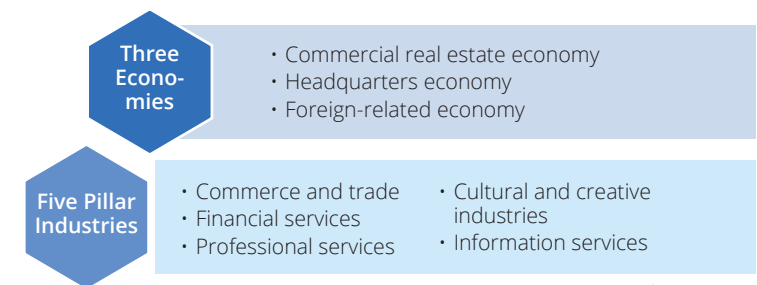 Three
Econo-
mies
• Commercial real estate economy
• Headquarters economy
• Foreign-related economy
Five Pillar
Industries
• Commerce and trade
• Financial services
• Professional services
• Cultural and creative
industries
• Information services